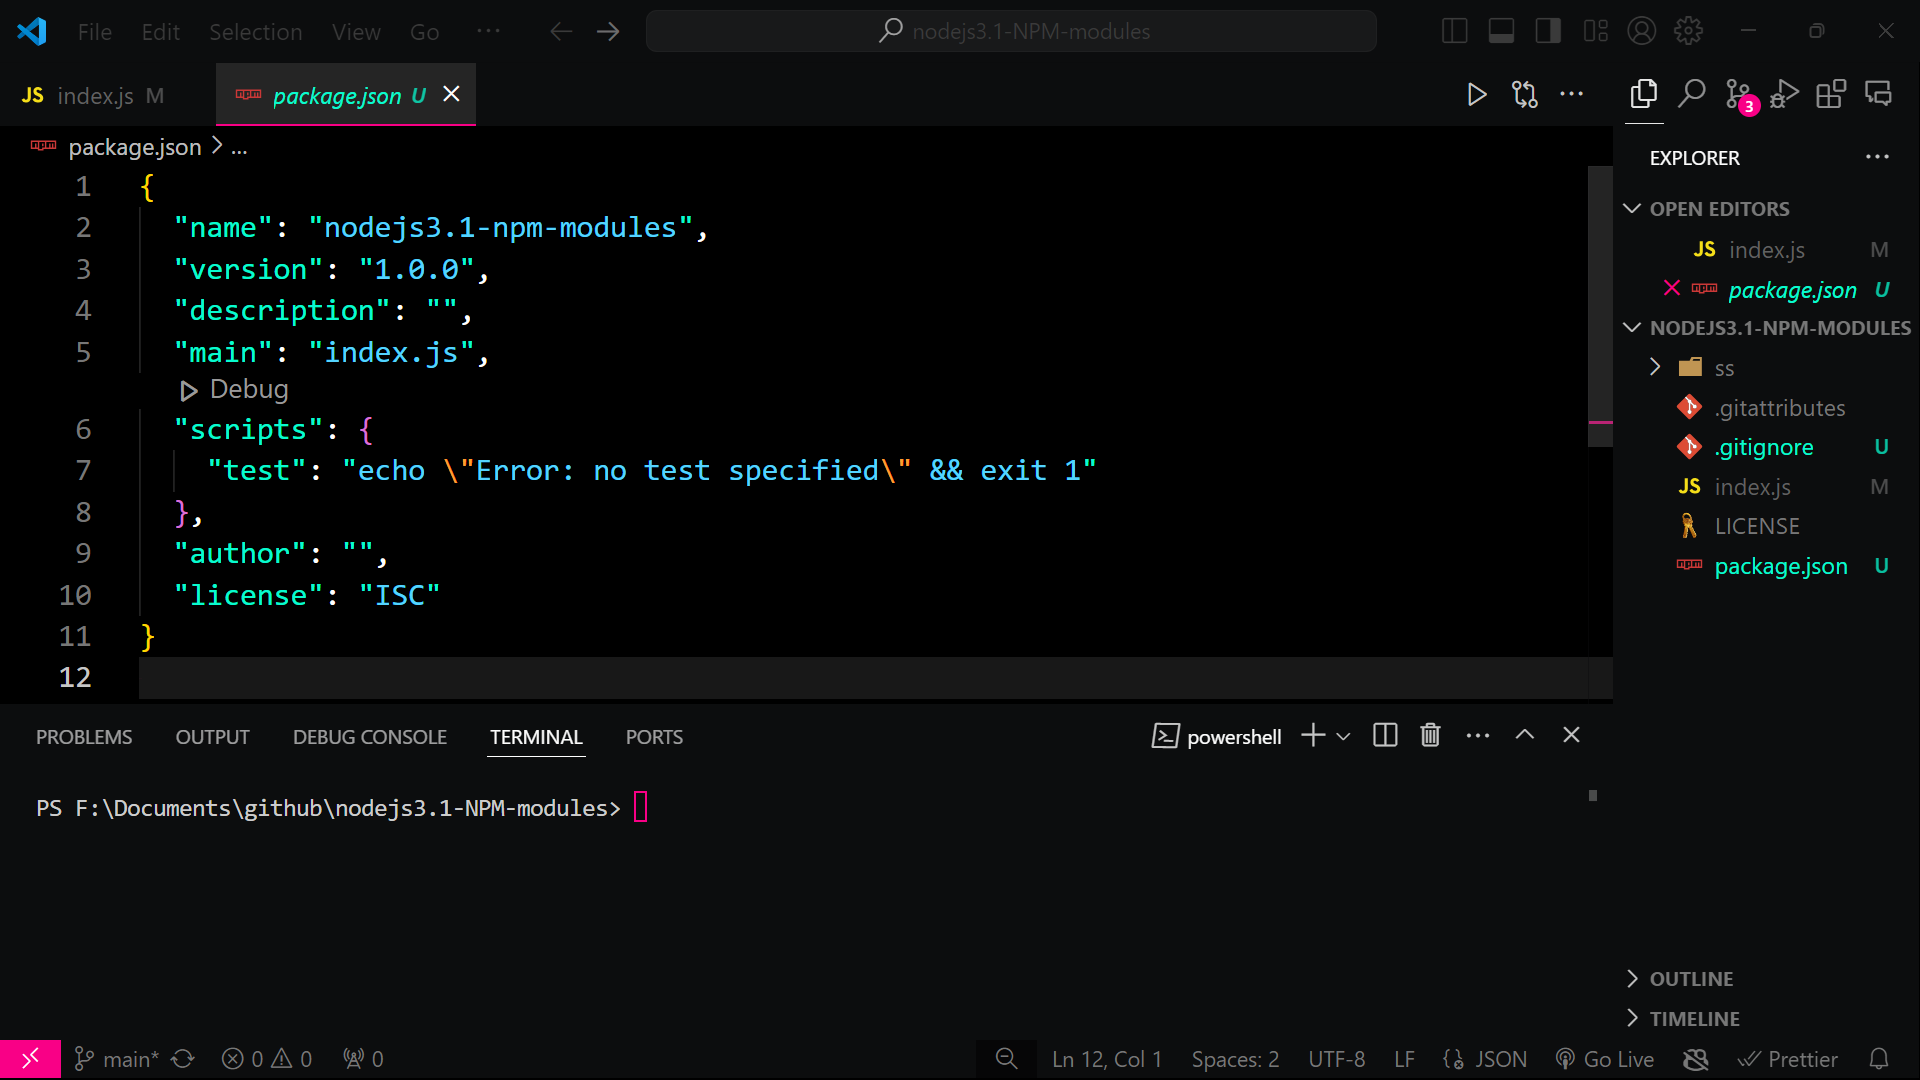 File Edit Selection View Go ··· nodejs3.1-NPM-modules
JS index.js M package.json U
3
package.json > ...
1 {
2 "name": "nodejs3.1-npm-modules",
3 "version": "1.0.0",
4 "description": "",
5 "main": "index.js",
Debug
6 "scripts": {
7 "test": "echo \"Error: no test specified\" && exit 1"
8 },
9 "author": "",
10 "license": "ISC"
11 }
12
EXPLORER ···
OPEN EDITORS
JS index.js M
package.json U
NODEJS3.1-NPM-MODULES
ss
.gitattributes
.gitignore U
JS index.js M
LICENSE
package.json U
OUTLINE
TIMELINE
PROBLEMS OUTPUT DEBUG CONSOLE TERMINAL PORTS powershell
PS F:\Documents\github\nodejs3.1-NPM-modules>
main* 0 0 0 Ln 12, Col 1 Spaces: 2 UTF-8 LF JSON Go Live Prettier